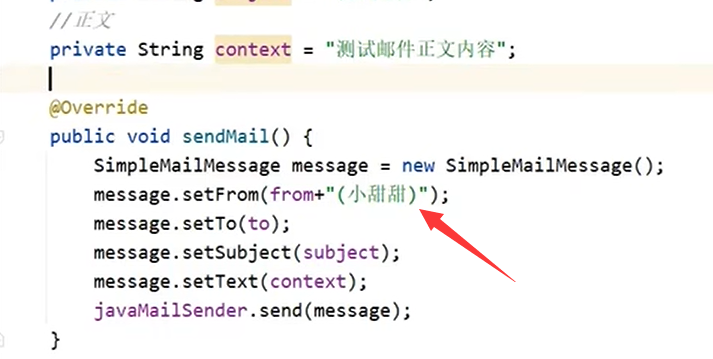 //正文
private String context = "测试邮件正文内容";
@Override
public void sendMail() {
SimpleMailMessage message = new SimpleMailMessage();
message.setFrom(from+"(小甜甜)");
message.setTo(to);
message.setSubject(subject);
message.setText(context);
javaMailSender.send(message);
}